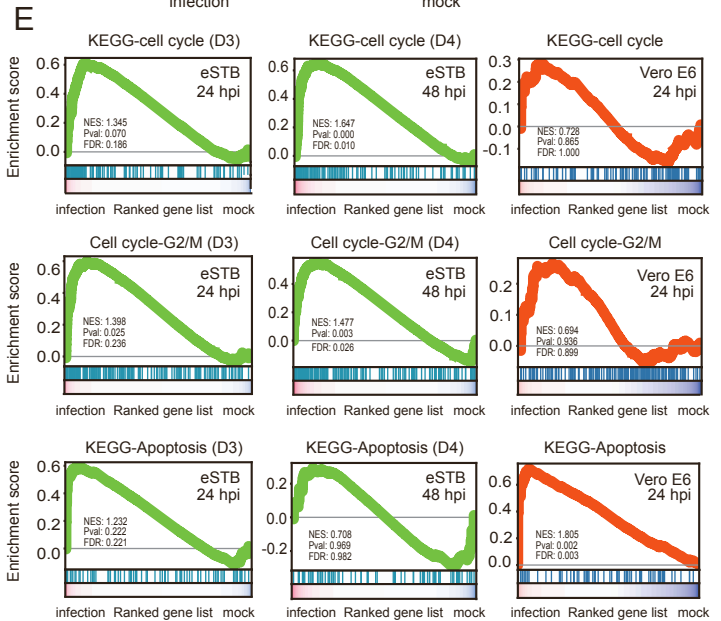 infection mock
E
KEGG-cell cycle (D3)
Enrichment score
0.6
0.4
0.2
0.0
eSTB
24 hpi
NES: 1.345
Pval: 0.070
FDR: 0.186
infection Ranked gene list mock
KEGG-cell cycle (D4)
0.6
0.4
0.2
0.0
eSTB
48 hpi
NES: 1.647
Pval: 0.000
FDR: 0.010
infection Ranked gene list mock
KEGG-cell cycle
0.3
0.2
0.1
0.0
-0.1
Vero E6
24 hpi
NES: 0.728
Pval: 0.865
FDR: 1.000
infection Ranked gene list mock
Cell cycle-G2/M (D3)
0.6
0.4
0.2
0.0
eSTB
24 hpi
NES: 1.398
Pval: 0.025
FDR: 0.236
infection Ranked gene list mock
Cell cycle-G2/M (D4)
0.4
0.2
0.0
eSTB
48 hpi
NES: 1.477
Pval: 0.003
FDR: 0.026
infection Ranked gene list mock
Cell cycle-G2/M
0.2
0.1
0.0
Vero E6
24 hpi
NES: 0.694
Pval: 0.936
FDR: 0.899
infection Ranked gene list mock
KEGG-Apoptosis (D3)
Enrichment score
0.6
0.4
0.2
0.0
eSTB
24 hpi
NES: 1.232
Pval: 0.222
FDR: 0.221
infection Ranked gene list mock
KEGG-Apoptosis (D4)
0.2
0.0
-0.2
eSTB
48 hpi
NES: 0.708
Pval: 0.969
FDR: 0.982
infection Ranked gene list mock
KEGG-Apoptosis
0.6
0.4
0.2
0.0
Vero E6
24 hpi
NES: 1.805
Pval: 0.002
FDR: 0.003
infection Ranked gene list mock